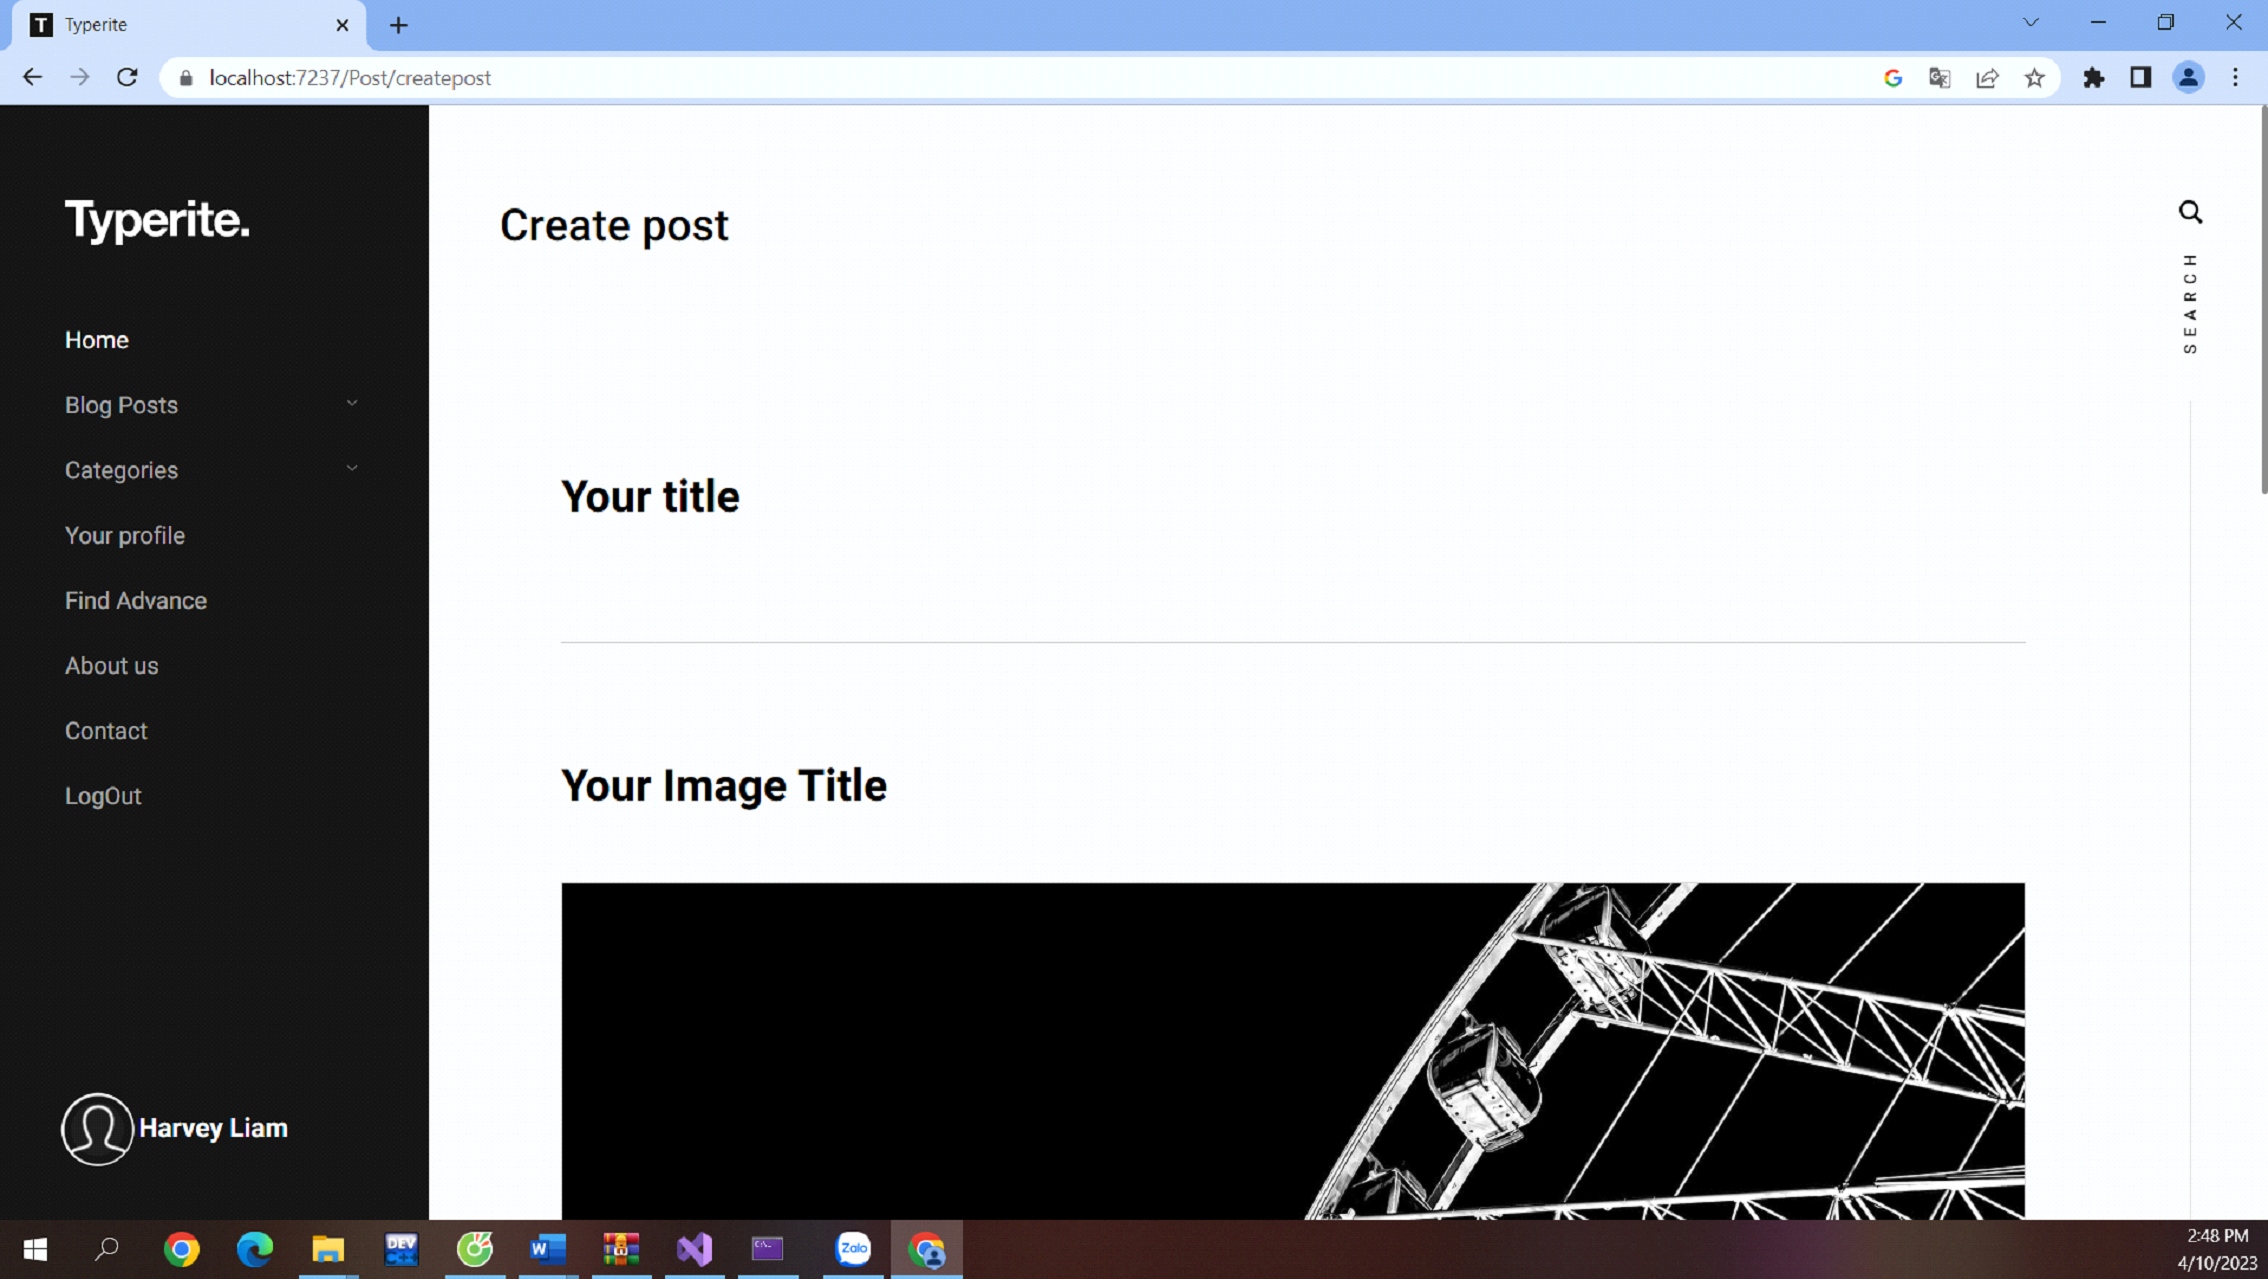 T Typerite
localhost:7237/Post/createpost
Typerite.
Home
Blog Posts
Categories
Your profile
Find Advance
About us
Contact
LogOut
Harvey Liam
Create post
SEARCH
Your title
Your Image Title
DEV
C++
W
C:\.
Zalo
2:48 PM
4/10/2023